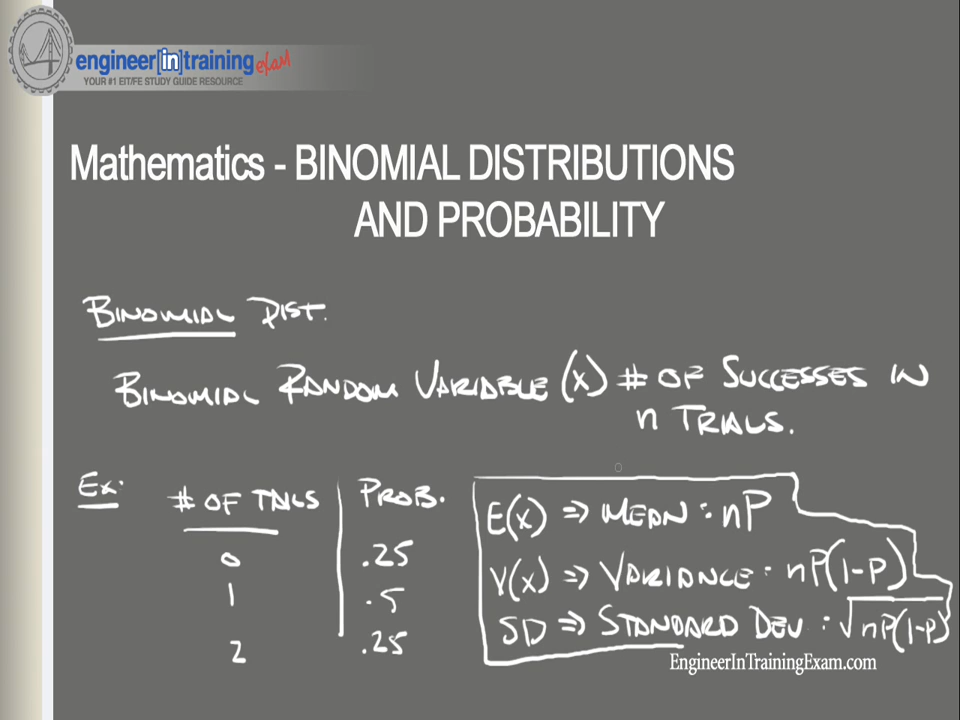 engineer[in]training exam
YOUR #1 EIT/FE STUDY GUIDE RESOURCE
Mathematics - BINOMIAL DISTRIBUTIONS
AND PROBABILITY
BINOMIAL DIST.
BINOMIAL RANDOM VARIABLE (X) # OF SUCCESSES IN
n TRIALS.
Ex:
# OF TAILS | PROB.
0 .25
1 .5
2 .25
E(X) ⇒ MEAN : nP
V(X) ⇒ VARIANCE : nP(1-P)
SD ⇒ STANDARD DEV : √nP(1-P)
EngineerInTrainingExam.com